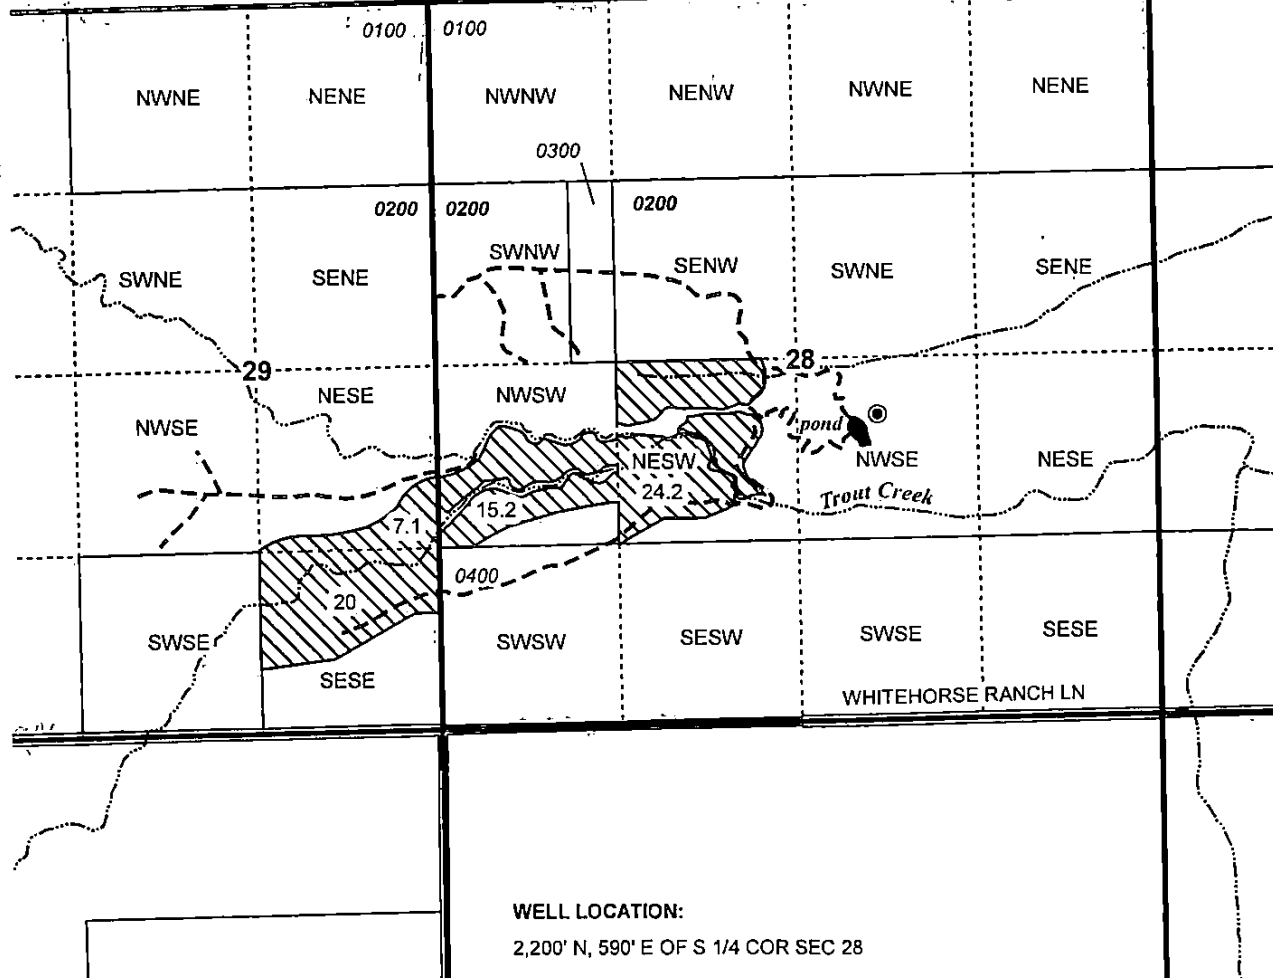 0100 0100
NWNE NENE NWNW NENW NWNE NENE
0300
0200 0200 0200
SWNE SENE SWNW SENW SWNE SENE
29 28
NWSE NESE NWSW pond
NESW NWSE NESE
24.2 Trout Creek
7.1 15.2
0400
20
SWSE SWSW SESW SWSE SESE
SESE
WHITEHORSE RANCH LN
WELL LOCATION:
2,200' N, 590' E OF S 1/4 COR SEC 28